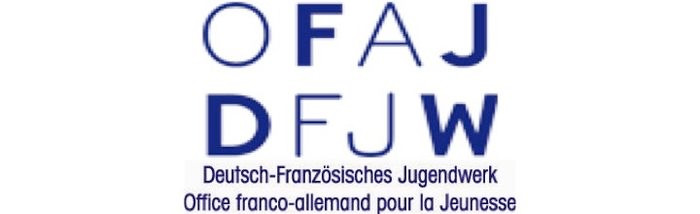 OFAJ
DFJW
Deutsch-Französisches Jugendwerk
Office franco-allemand pour la Jeunesse